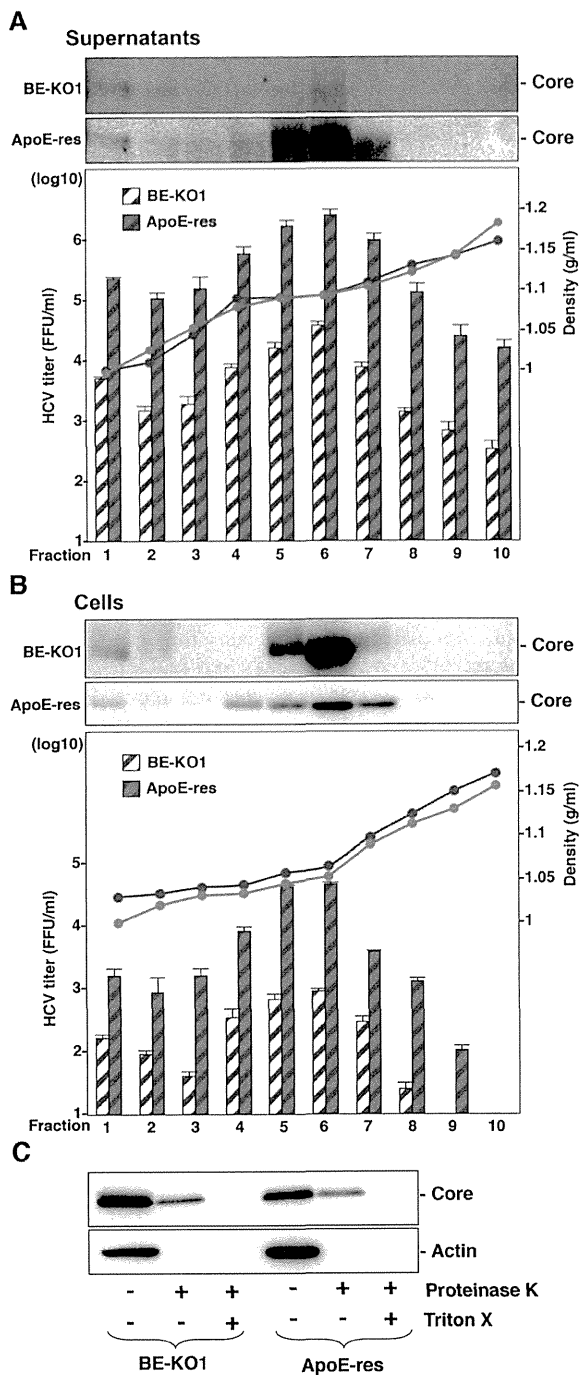 A
Supernatants
BE-KO1
- Core
ApoE-res
- Core
(log10)
BE-KO1
ApoE-res
6
5
4
3
2
1
HCV titer (FFU/ml)
1.2
1.15
1.1
1.05
1
Density (g/ml)
Fraction 1 2 3 4 5 6 7 8 9 10
B
Cells
BE-KO1
- Core
ApoE-res
Core
(log10)
BE-KO1
ApoE-res
5
4
3
2
1
HCV titer (FFU/ml)
1.2
1.15
1.1
1.05
1
Density (g/ml)
Fraction 1 2 3 4 5 6 7 8 9 10
C
- Core
- Actin
- + + - + + Proteinase K
- - + - - + Triton X
BE-KO1 ApoE-res